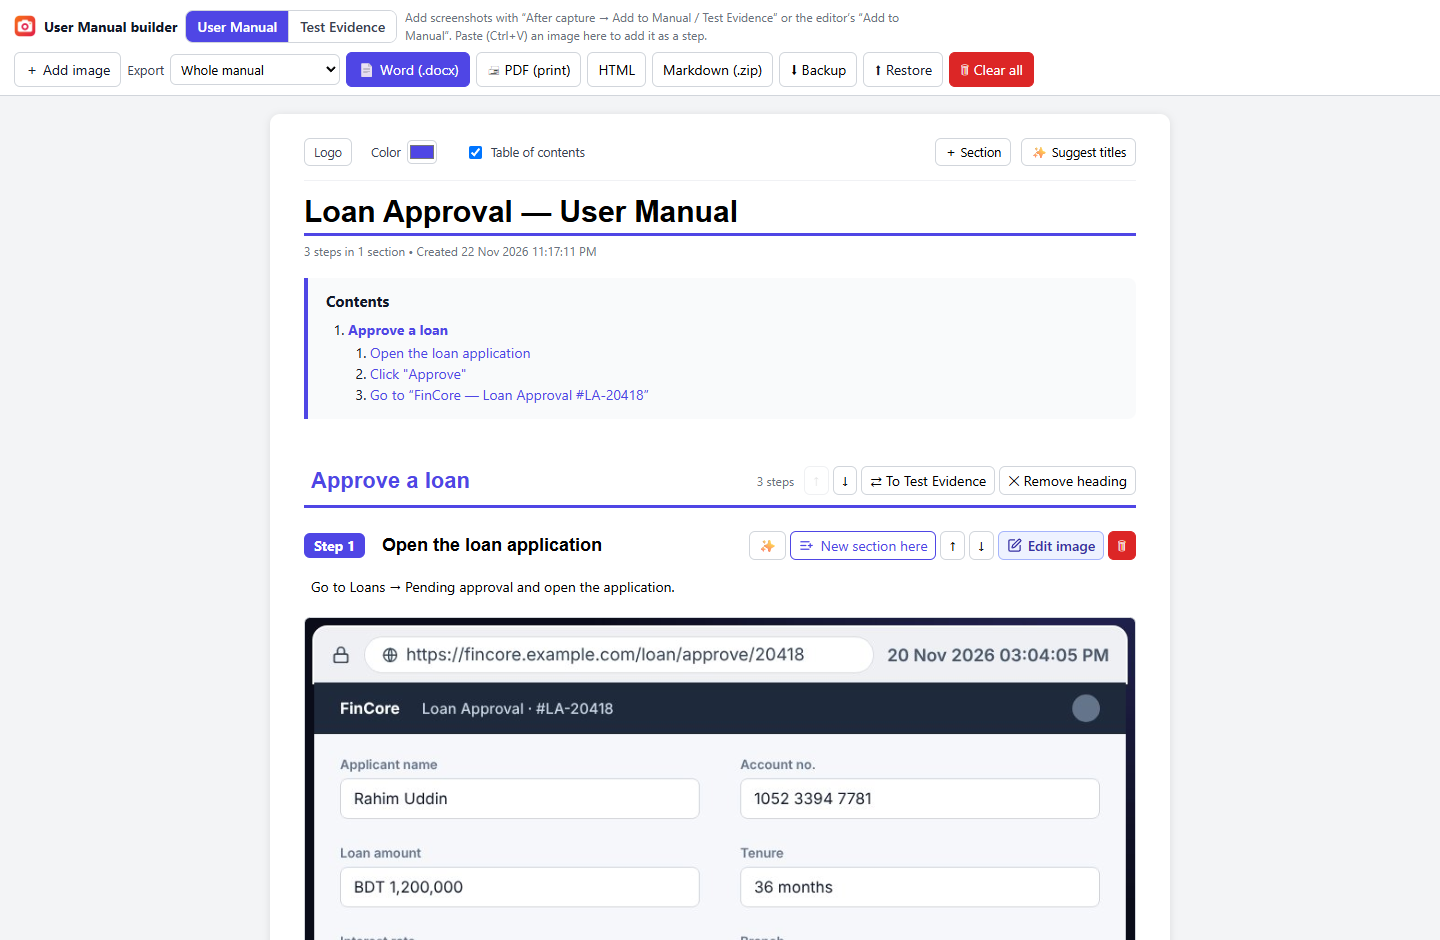 User Manual builder
User Manual
Test Evidence
Add screenshots with “After capture → Add to Manual / Test Evidence” or the editor's “Add to
Manual”. Paste (Ctrl+V) an image here to add it as a step.
+ Add image
Export
Whole manual
Word (.docx)
PDF (print)
HTML
Markdown (.zip)
⬇ Backup
⬆ Restore
Clear all
Logo
Color
Table of contents
+ Section
✨ Suggest titles
Loan Approval — User Manual
3 steps in 1 section • Created 22 Nov 2026 11:17:11 PM
Contents
1. Approve a loan
1. Open the loan application
2. Click "Approve"
3. Go to “FinCore — Loan Approval #LA-20418”
Approve a loan
3 steps
↑
↓
⇄ To Test Evidence
✕ Remove heading
Step 1
Open the loan application
New section here
↑
↓
Edit image
Go to Loans → Pending approval and open the application.
https://fincore.example.com/loan/approve/20418
20 Nov 2026 03:04:05 PM
FinCore
Loan Approval · #LA-20418
Applicant name
Account no.
Rahim Uddin
1052 3394 7781
Loan amount
Tenure
BDT 1,200,000
36 months